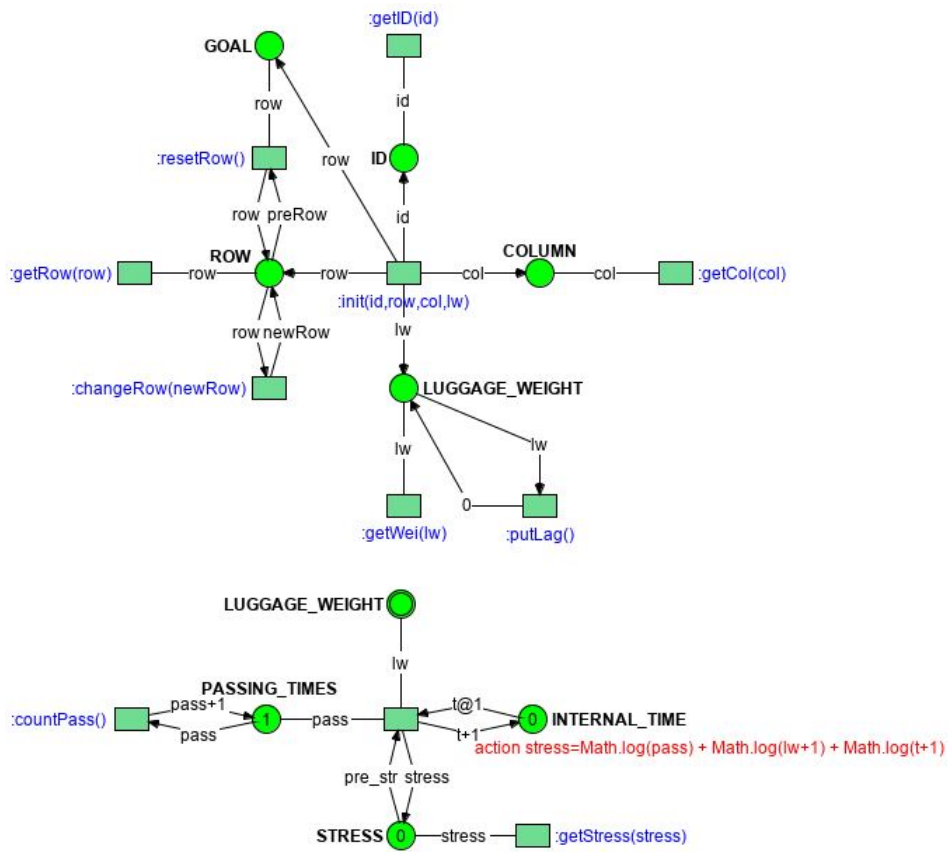 :getID(id)
GOAL
row
id
:resetRow()
row
ID
row preRow
id
ROW
COLUMN
:getRow(row)
row
row
col
col
:getCol(col)
:init(id,row,col,lw)
row newRow
lw
:changeRow(newRow)
LUGGAGE_WEIGHT
lw
lw
0
:getWei(lw)
:putLag()
LUGGAGE_WEIGHT
lw
PASSING_TIMES
pass+1
t@1
:countPass()
1
pass
0
INTERNAL_TIME
pass
t+1
action stress=Math.log(pass) + Math.log(lw+1) + Math.log(t+1)
pre_str stress
STRESS
0
stress
:getStress(stress)